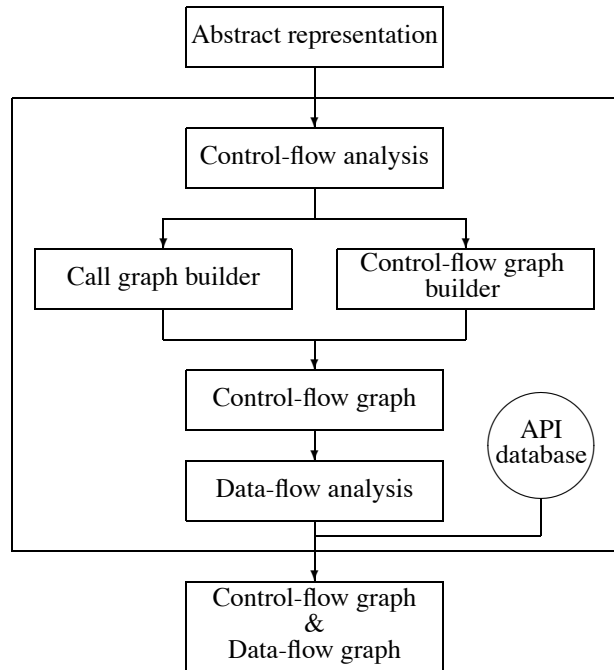 Abstract representation
Control-flow analysis
Call graph builder
Control-flow graph
builder
Control-flow graph
API
database
Data-flow analysis
Control-flow graph
&
Data-flow graph